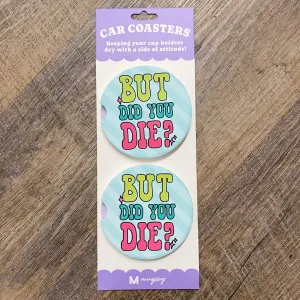 CAR COASTERS
Keeping your cup holders
dry with a side of attitude!
BUT
DID YOU
DIE?
BUT
DID YOU
DIE?
M